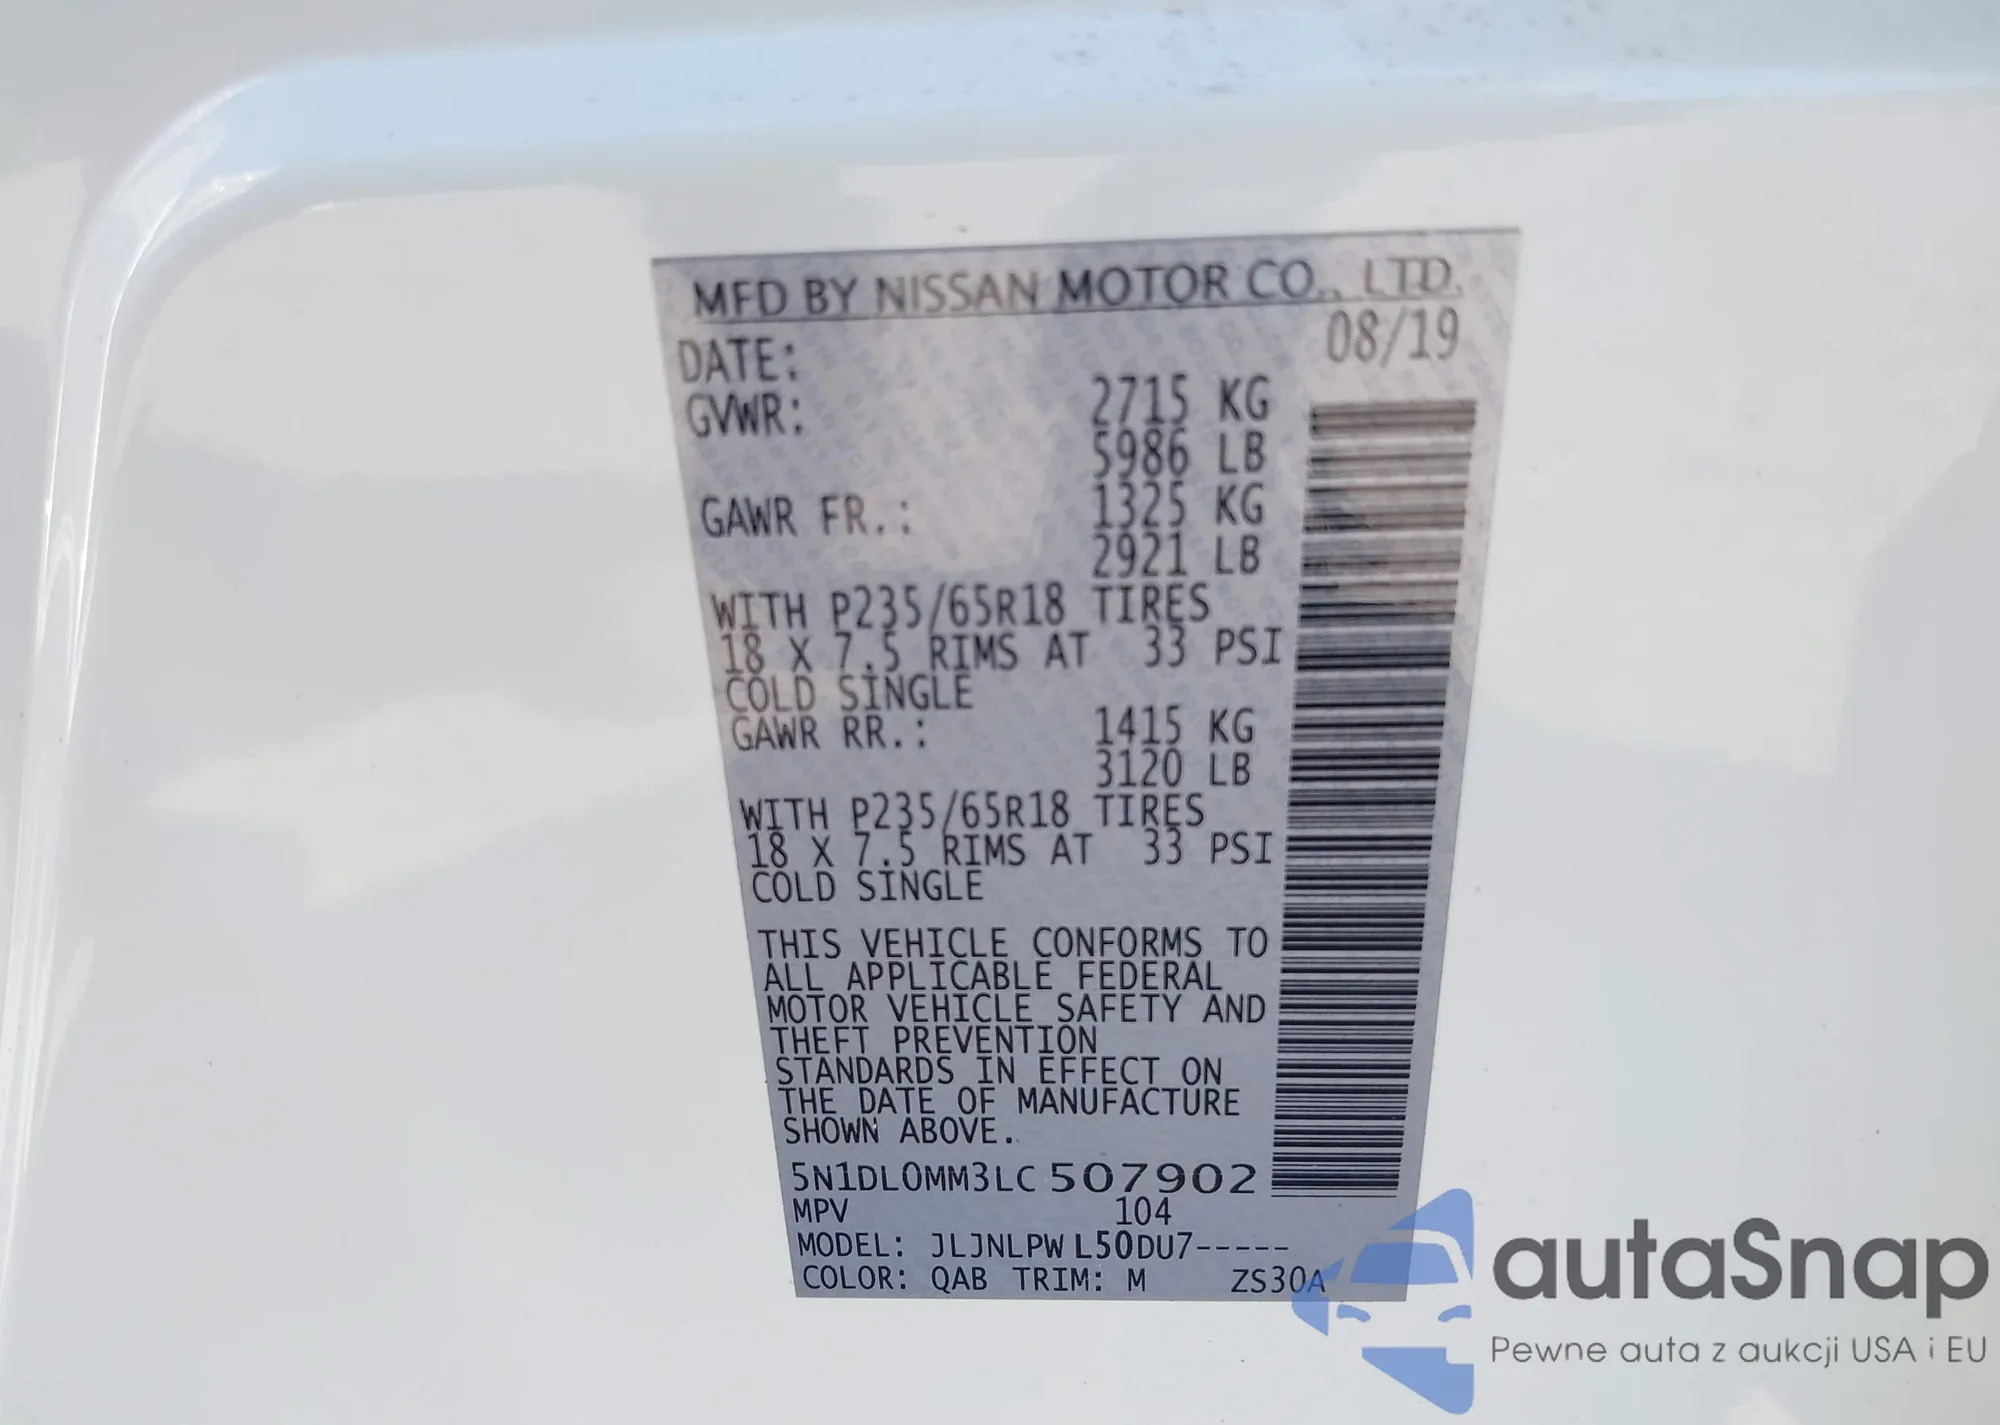 MFD BY NISSAN MOTOR CO., LTD.
DATE: 08/19
GVWR: 2715 KG
5986 LB
GAWR FR.: 1325 KG
2921 LB
WITH P235/65R18 TIRES
18 X 7.5 RIMS AT 33 PSI
COLD SINGLE
GAWR RR.: 1415 KG
3120 LB
WITH P235/65R18 TIRES
18 X 7.5 RIMS AT 33 PSI
COLD SINGLE
THIS VEHICLE CONFORMS TO
ALL APPLICABLE FEDERAL
MOTOR VEHICLE SAFETY AND
THEFT PREVENTION
STANDARDS IN EFFECT ON
THE DATE OF MANUFACTURE
SHOWN ABOVE.
5N1DL0MM3LC 507902
MPV 104
MODEL: JLJNLPW L50DU7-----
COLOR: QAB TRIM: M ZS30A
autaSnap
Pewne auta z aukcji USA i EU